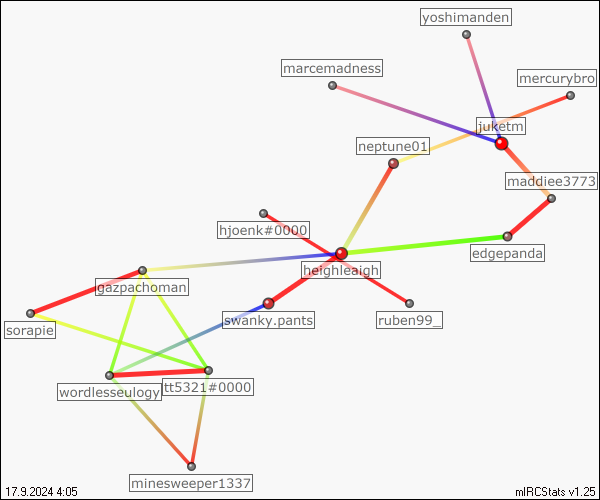 yoshimanden
marcemadness
mercurybro
juketm
neptune01
maddiee3773
hjoenk#0000
edgepanda
heighleaigh
gazpachoman
swanky.pants
ruben99_
sorapie
tt5321#0000
wordlesseulogy
minesweeper1337
17.9.2024 4:05
mIRCStats v1.25